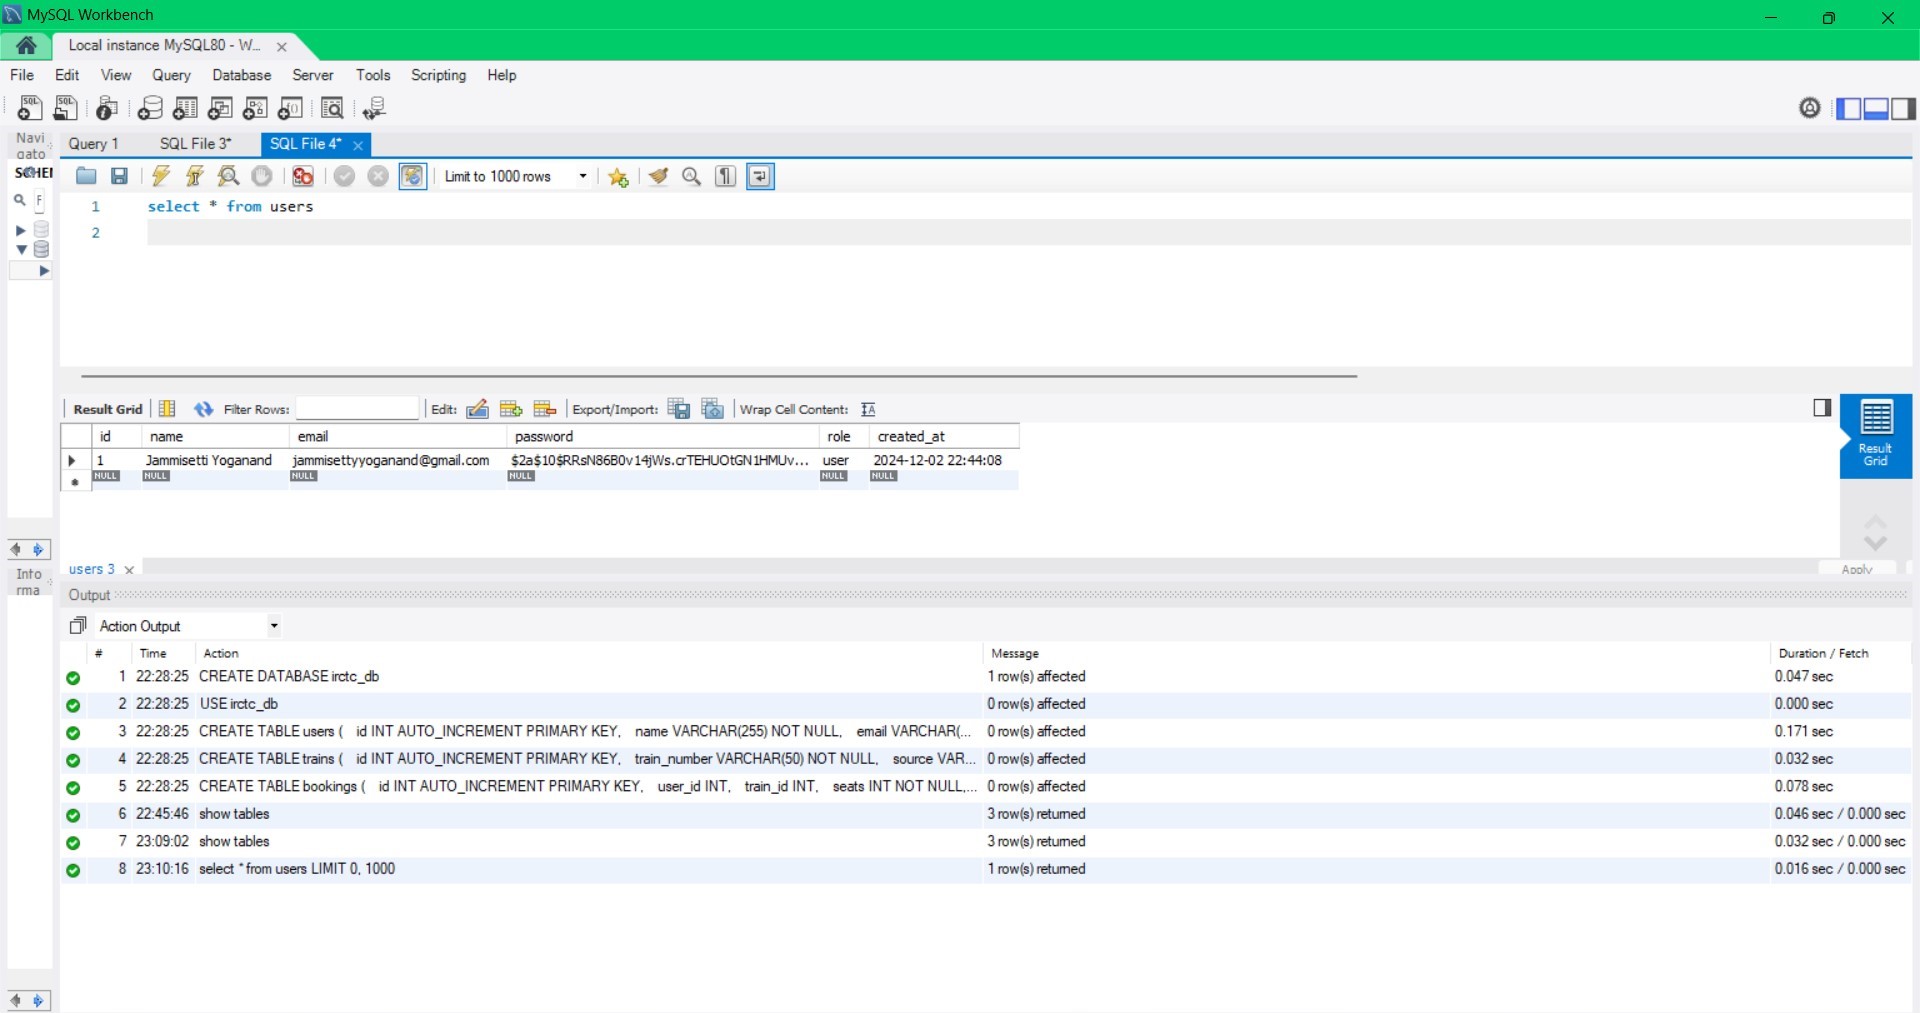 MySQL Workbench
Local instance MySQL80 - W...
File Edit View Query Database Server Tools Scripting Help
Navi
gato
Query 1 SQL File 3* SQL File 4*
Limit to 1000 rows
F
1 select * from users
2
Result Grid Filter Rows: Edit: Export/Import: Wrap Cell Content:
Result
Grid
id name email password role created_at
1 Jammisetti Yoganand jammisettyyoganand@gmail.com $2a$10$RRsN86B0v14jWs.crTEHUOtGN1HMUv... user 2024-12-02 22:44:08
NULL NULL NULL NULL NULL NULL
users 3
Apply
Info
rma
Output
Action Output
# Time Action Message Duration / Fetch
1 22:28:25 CREATE DATABASE irctc_db 1 row(s) affected 0.047 sec
2 22:28:25 USE irctc_db 0 row(s) affected 0.000 sec
3 22:28:25 CREATE TABLE users ( id INT AUTO_INCREMENT PRIMARY KEY, name VARCHAR(255) NOT NULL, email VARCHAR(... 0 row(s) affected 0.171 sec
4 22:28:25 CREATE TABLE trains ( id INT AUTO_INCREMENT PRIMARY KEY, train_number VARCHAR(50) NOT NULL, source VAR... 0 row(s) affected 0.032 sec
5 22:28:25 CREATE TABLE bookings ( id INT AUTO_INCREMENT PRIMARY KEY, user_id INT, train_id INT, seats INT NOT NULL,... 0 row(s) affected 0.078 sec
6 22:45:46 show tables 3 row(s) returned 0.046 sec / 0.000 sec
7 23:09:02 show tables 3 row(s) returned 0.032 sec / 0.000 sec
8 23:10:16 select * from users LIMIT 0, 1000 1 row(s) returned 0.016 sec / 0.000 sec